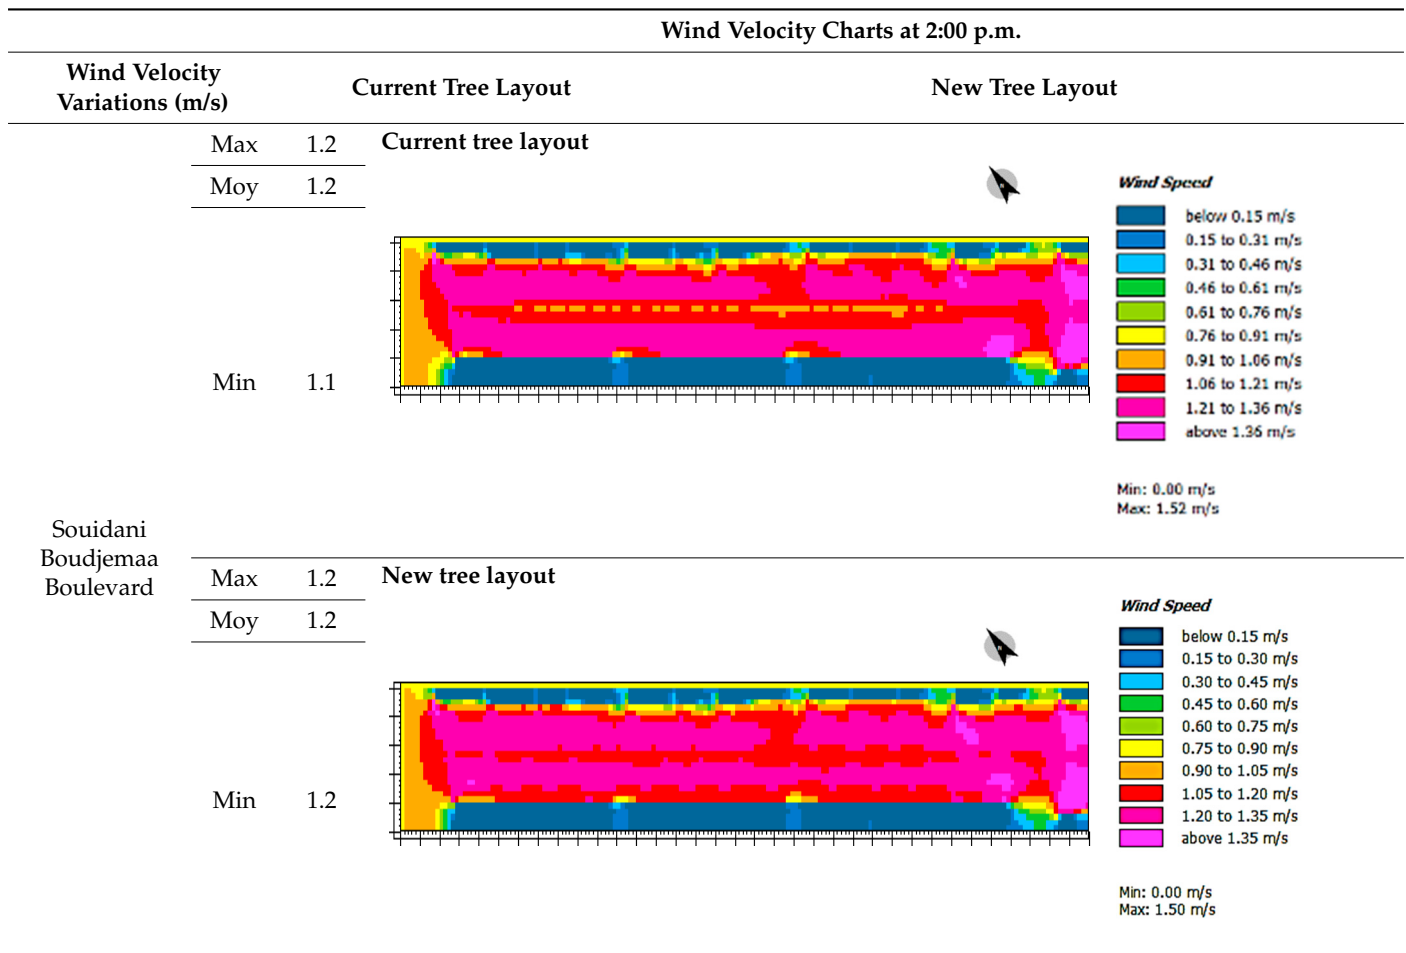 Wind Velocity Charts at 2:00 p.m.
Wind Velocity
Variations (m/s)
Current Tree Layout
New Tree Layout
Souidani
Boudjemaa
Boulevard
Max 1.2
Moy 1.2
Min 1.1
Current tree layout
N
Wind Speed
below 0.15 m/s
0.15 to 0.31 m/s
0.31 to 0.46 m/s
0.46 to 0.61 m/s
0.61 to 0.76 m/s
0.76 to 0.91 m/s
0.91 to 1.06 m/s
1.06 to 1.21 m/s
1.21 to 1.36 m/s
above 1.36 m/s
Min: 0.00 m/s
Max: 1.52 m/s
Max 1.2
Moy 1.2
Min 1.2
New tree layout
N
Wind Speed
below 0.15 m/s
0.15 to 0.30 m/s
0.30 to 0.45 m/s
0.45 to 0.60 m/s
0.60 to 0.75 m/s
0.75 to 0.90 m/s
0.90 to 1.05 m/s
1.05 to 1.20 m/s
1.20 to 1.35 m/s
above 1.35 m/s
Min: 0.00 m/s
Max: 1.50 m/s